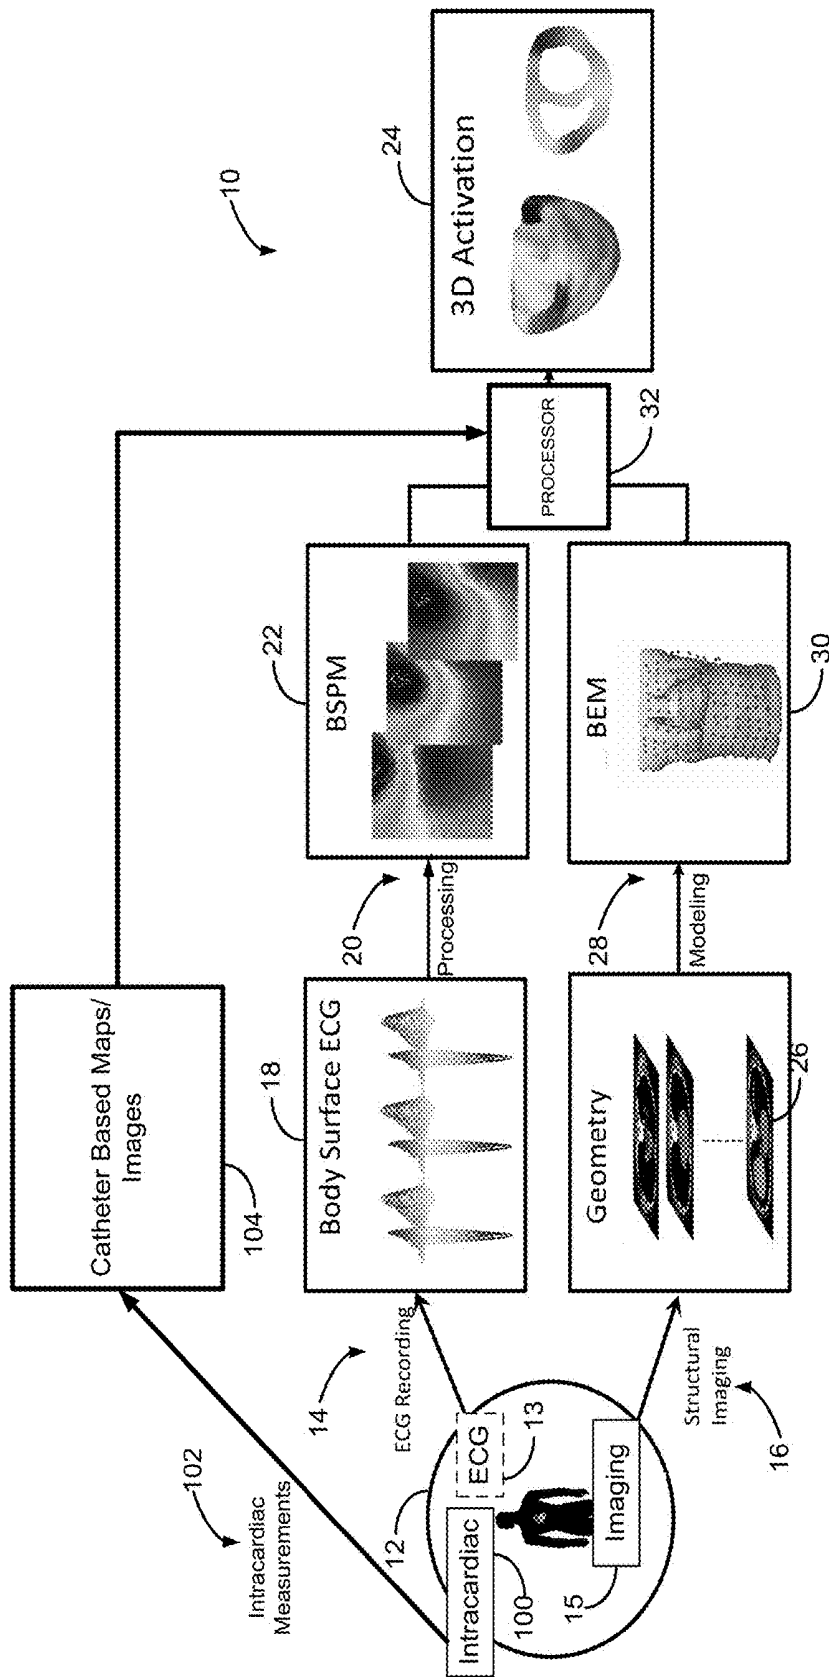 10
102
Intracardiac
Measurements
Catheter Based Maps/
Images
104
12
Intracardiac
100
ECG
13
15
Imaging
14
ECG Recording
Structural
Imaging
16
Body Surface ECG
18
20
Processing
BSPM
22
Geometry
26
28
Modeling
BEM
30
PROCESSOR
32
3D Activation
24